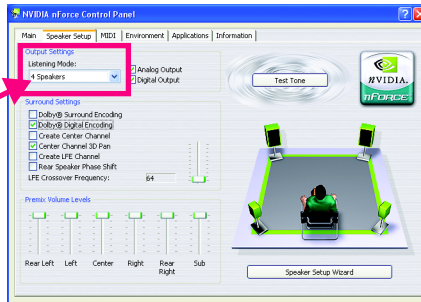 NVIDIA nForce Control Panel
Main Speaker Setup MIDI Environment Applications Information
Output Settings
Listening Mode:
4 Speakers
Analog Output
Digital Output
Test Tone
NVIDIA.
nFORCE
Surround Settings
Dolby® Surround Encoding
Dolby® Digital Encoding
Create Center Channel
Center Channel 3D Pan
Create LFE Channel
Rear Speaker Phase Shift
LFE Crossover Frequency: 64
Premix Volume Levels
Rear Left Left Center Right Rear Right Sub
Speaker Setup Wizard